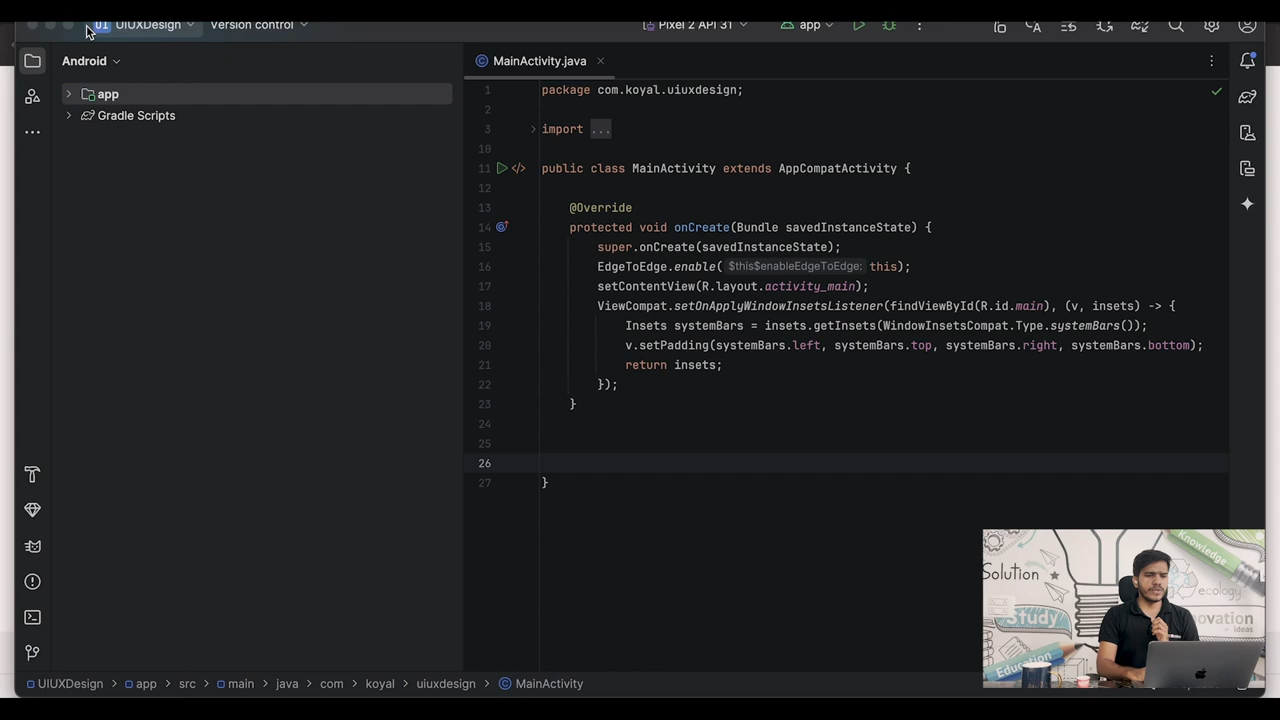 UI UIUXDesign Version control Pixel 2 API 31 app
Android
MainActivity.java
app
Gradle Scripts
1 package com.koyal.uiuxdesign;
2
3 import ...
10
11 public class MainActivity extends AppCompatActivity {
12
13 @Override
14 protected void onCreate(Bundle savedInstanceState) {
15 super.onCreate(savedInstanceState);
16 EdgeToEdge.enable( $this$enableEdgeToEdge: this);
17 setContentView(R.layout.activity_main);
18 ViewCompat.setOnApplyWindowInsetsListener(findViewById(R.id.main), (v, insets) -> {
19 Insets systemBars = insets.getInsets(WindowInsetsCompat.Type.systemBars());
20 v.setPadding(systemBars.left, systemBars.top, systemBars.right, systemBars.bottom);
21 return insets;
22 });
23 }
24
25
26
27 }
Knowledge
Solution
ecology
Study
innovation
+ ideas
Education
UIUXDesign app src main java com koyal uiuxdesign MainActivity